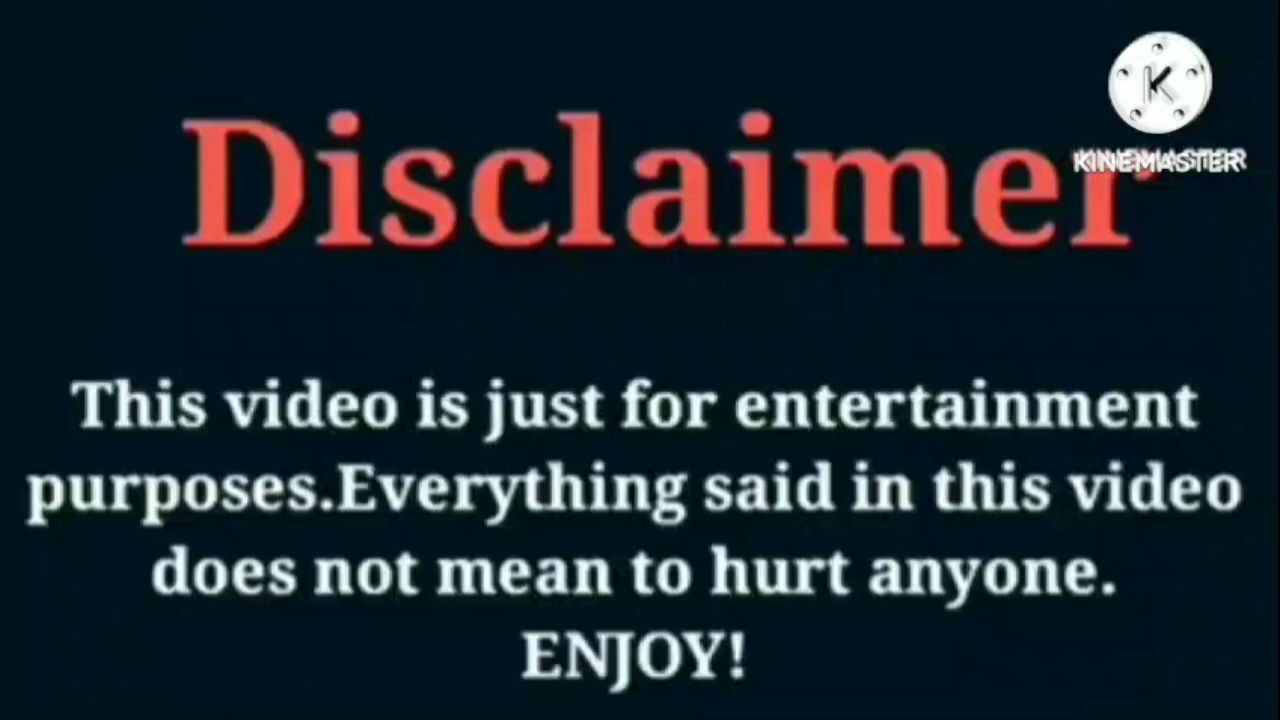 K
KINEMASTER
Disclaimer
This video is just for entertainment
purposes.Everything said in this video
does not mean to hurt anyone.
ENJOY!